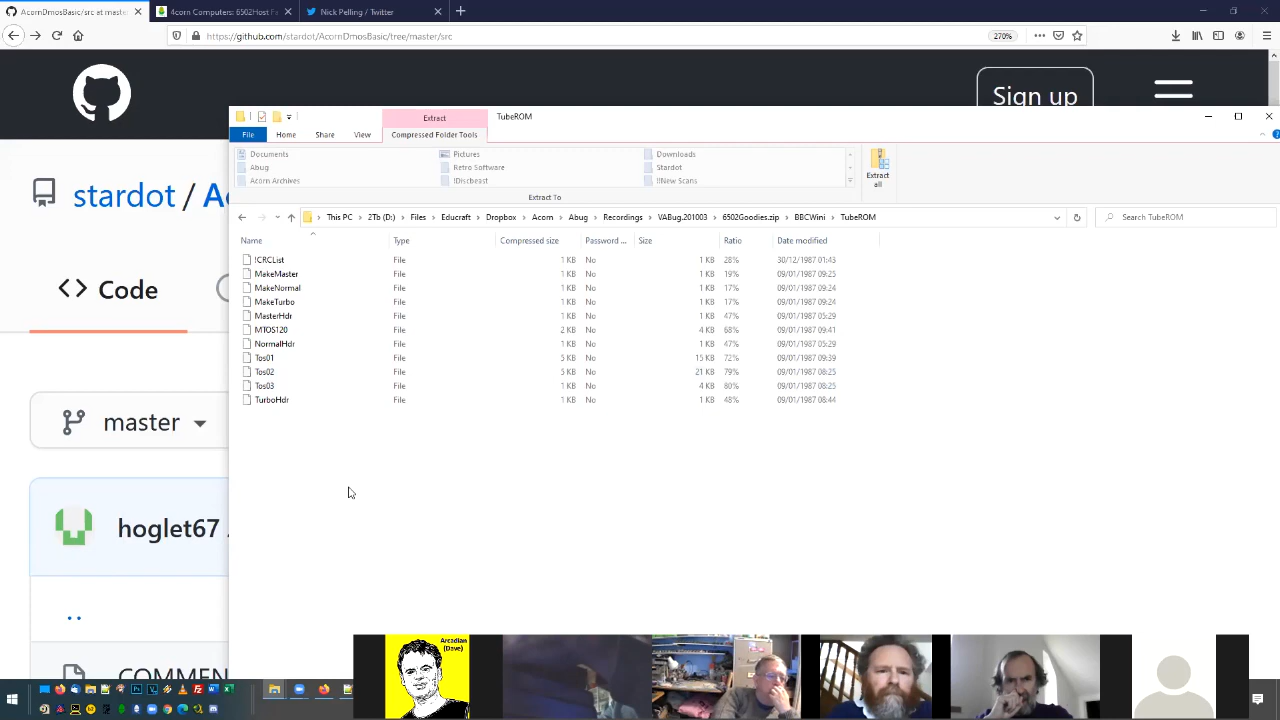 AcornDmosBasic/src at master
4corn Computers: 6502Host F
Nick Pelling / Twitter
https://github.com/stardot/AcornDmosBasic/tree/master/src
270%
Sign up
Extract
TubeROM
File
Home
Share
View
Compressed Folder Tools
Documents
Pictures
Downloads
Abug
Retro Software
Stardot
Acorn Archives
!Discbeast
!!New Scans
Extract all
Extract To
This PC > 2Tb (D:) > Files > Educraft > Dropbox > Acorn > Abug > Recordings > VABug.201003 > 6502Goodies.zip > BBCWini > TubeROM
Search TubeROM
Name Type Compressed size Password ... Size Ratio Date modified
!CRCList File 1 KB No 1 KB 28% 30/12/1987 01:43
MakeMaster File 1 KB No 1 KB 19% 09/01/1987 09:25
MakeNormal File 1 KB No 1 KB 17% 09/01/1987 09:24
MakeTurbo File 1 KB No 1 KB 17% 09/01/1987 09:24
MasterHdr File 1 KB No 1 KB 47% 09/01/1987 05:29
MTOS120 File 2 KB No 4 KB 68% 09/01/1987 09:41
NormalHdr File 1 KB No 1 KB 47% 09/01/1987 05:29
Tos01 File 5 KB No 15 KB 72% 09/01/1987 09:39
Tos02 File 5 KB No 21 KB 79% 09/01/1987 08:25
Tos03 File 1 KB No 4 KB 80% 09/01/1987 08:25
TurboHdr File 1 KB No 1 KB 48% 09/01/1987 08:44
stardot / Ac
<> Code
master
hoglet67
..
COMMEN
Arcadian
(Dave)